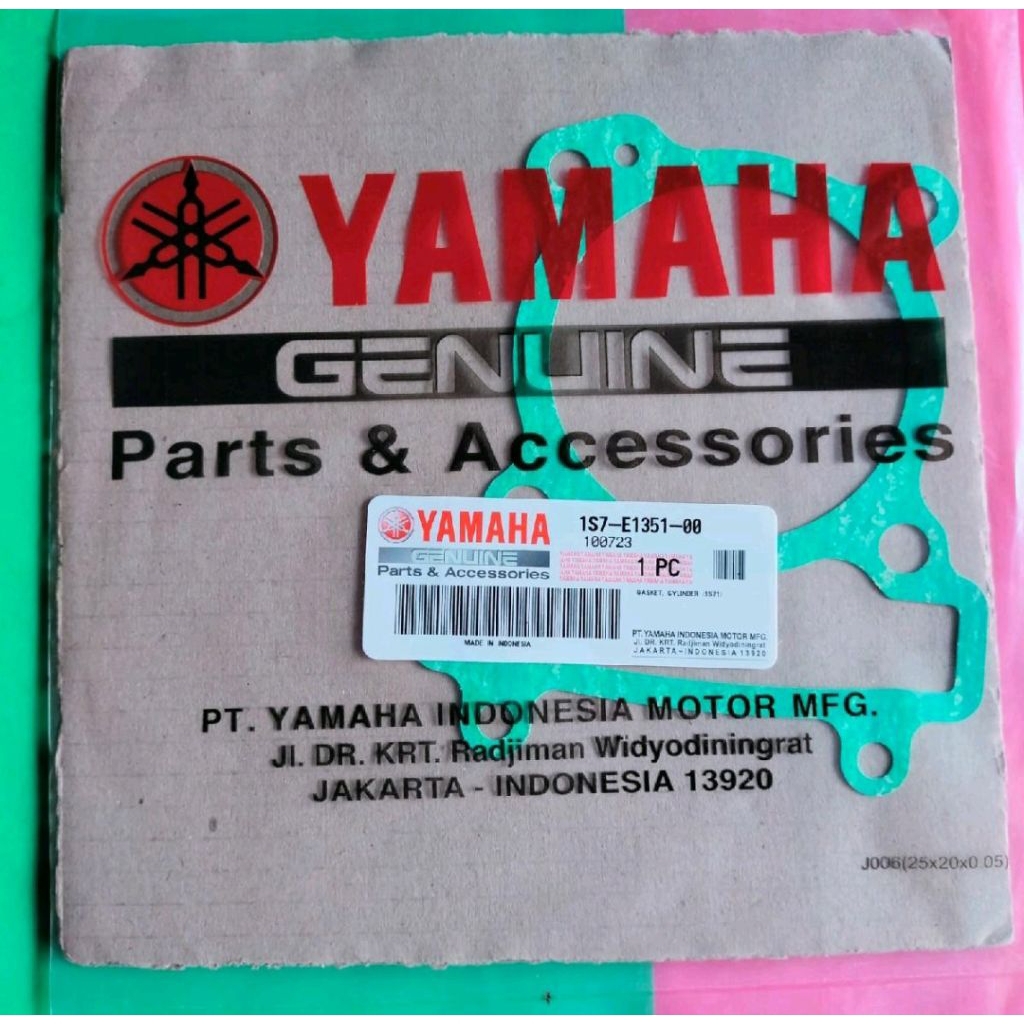 YAMAHA
GENUINE
Parts & Accessories
YAMAHA
GENUINE
Parts & Accessories
1S7-E1351-00
100723
1 PC
GASKET, CYLINDER (1S71)
MADE IN INDONESIA
PT. YAMAHA INDONESIA MOTOR MFG.
Jl. DR. KRT. Radjiman Widyodiningrat
JAKARTA - INDONESIA 13920
PT. YAMAHA INDONESIA MOTOR MFG.
Jl. DR. KRT. Radjiman Widyodiningrat
JAKARTA - INDONESIA 13920
J006(25x20x0.05)